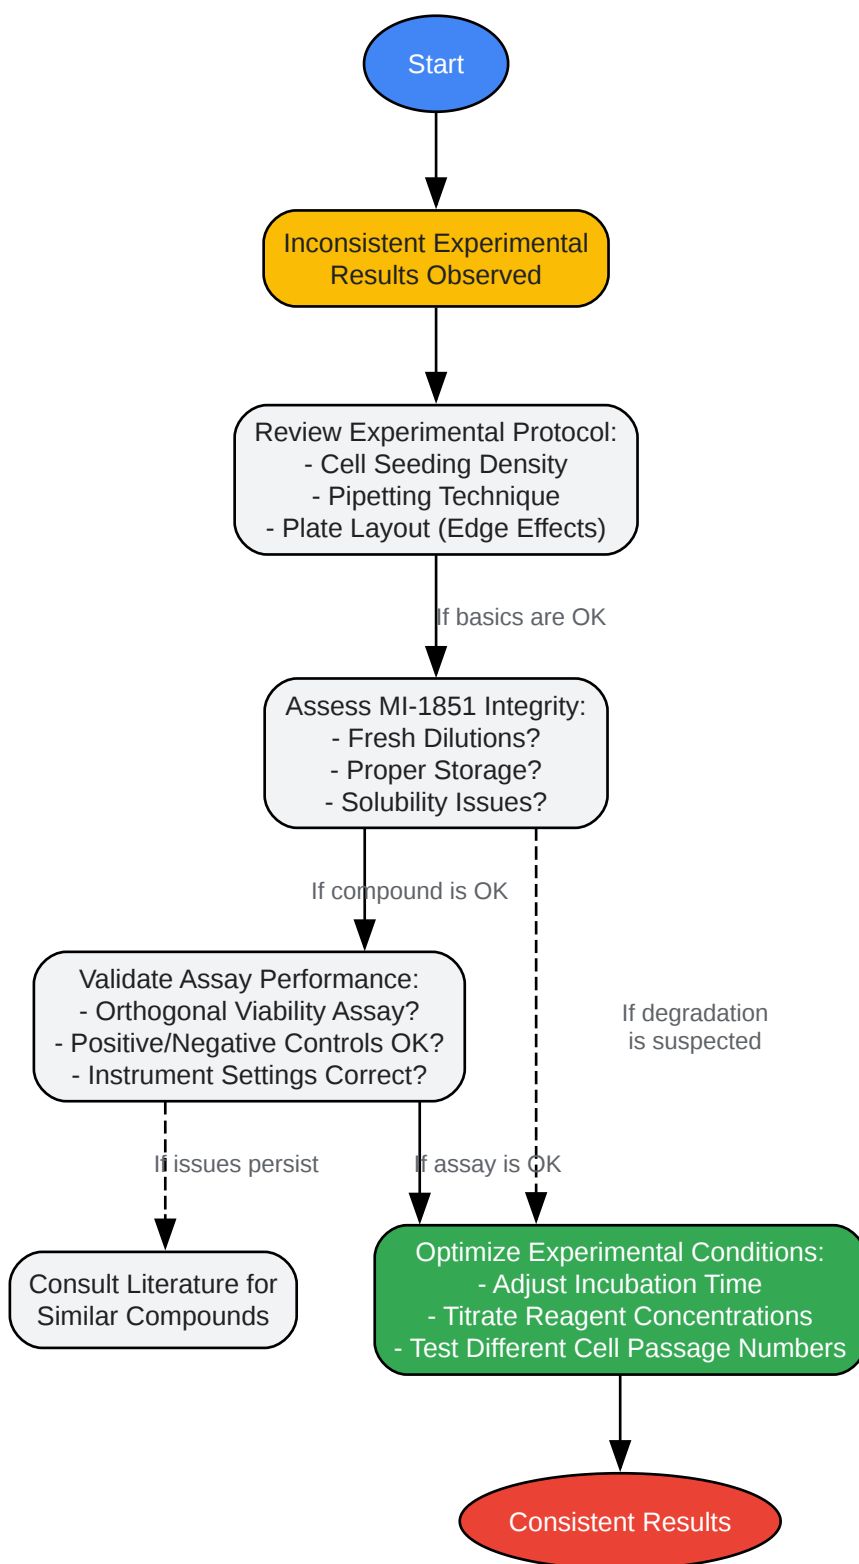 Start
Inconsistent Experimental
Results Observed
Review Experimental Protocol:
- Cell Seeding Density
- Pipetting Technique
- Plate Layout (Edge Effects)
If basics are OK
Assess MI-1851 Integrity:
- Fresh Dilutions?
- Proper Storage?
- Solubility Issues?
If compound is OK
Validate Assay Performance:
- Orthogonal Viability Assay?
- Positive/Negative Controls OK?
- Instrument Settings Correct?
If degradation
is suspected
If issues persist
If assay is OK
Consult Literature for
Similar Compounds
Optimize Experimental Conditions:
- Adjust Incubation Time
- Titrate Reagent Concentrations
- Test Different Cell Passage Numbers
Consistent Results